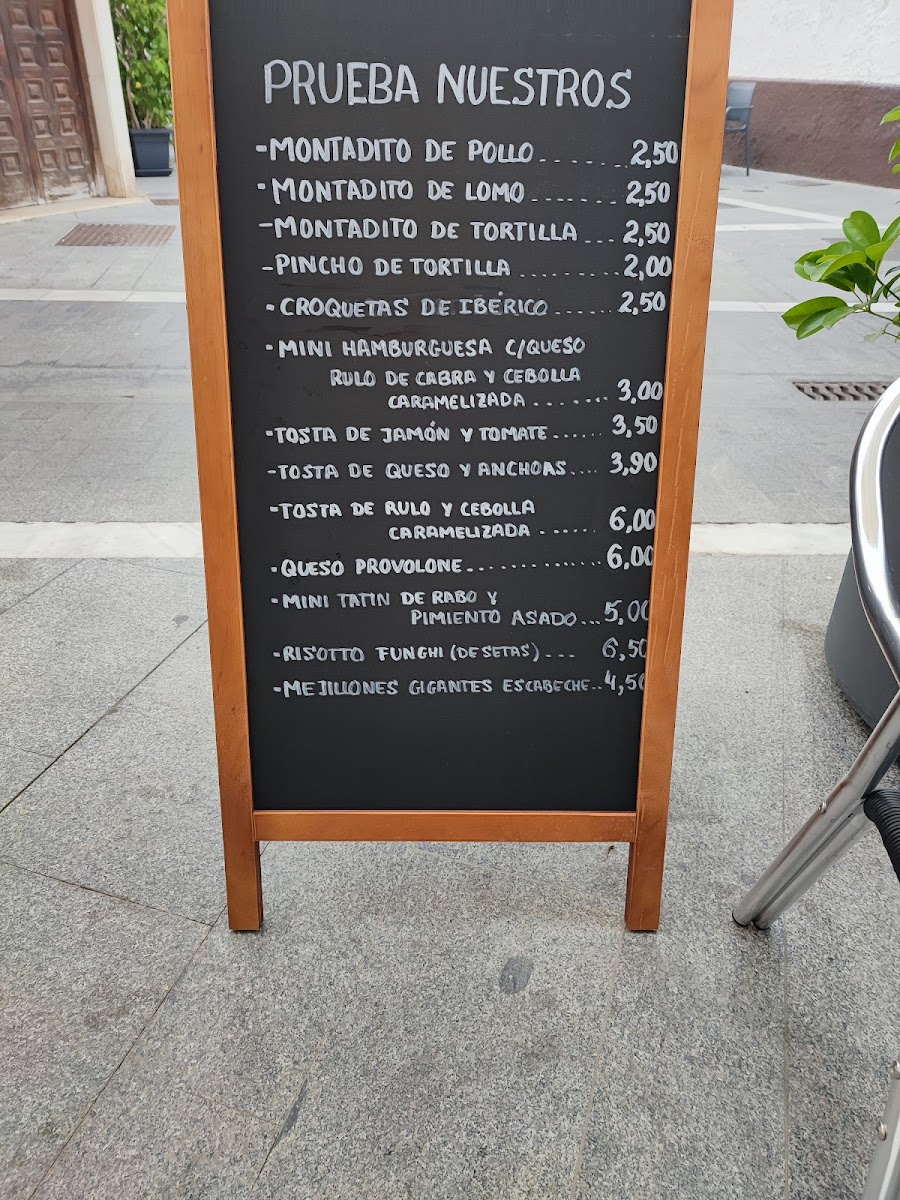 PRUEBA NUESTROS
-MONTADITO DE POLLO....... 2,50
-MONTADITO DE LOMO ....... 2,50
-MONTADITO DE TORTILLA ... 2,50
-PINCHO DE TORTILLA ........ 2,00
-CROQUETAS DE IBÉRICO ...... 2,50
-MINI HAMBURGUESA C/QUESO
RULO DE CABRA Y CEBOLLA
CARAMELIZADA ....... 3,00
-TOSTA DE JAMÓN Y TOMATE...... 3,50
-TOSTA DE QUESO Y ANCHOAS.... 3,90
-TOSTA DE RULO Y CEBOLLA
CARAMELIZADA ...... 6,00
-QUESO PROVOLONE............. 6,00
-MINI TATIN DE RABO Y
PIMIENTO ASADO...5,00
-RISOTTO FUNGHI (DE SETAS)... 6,50
-MEJILLONES GIGANTES ESCABECHE..4,50